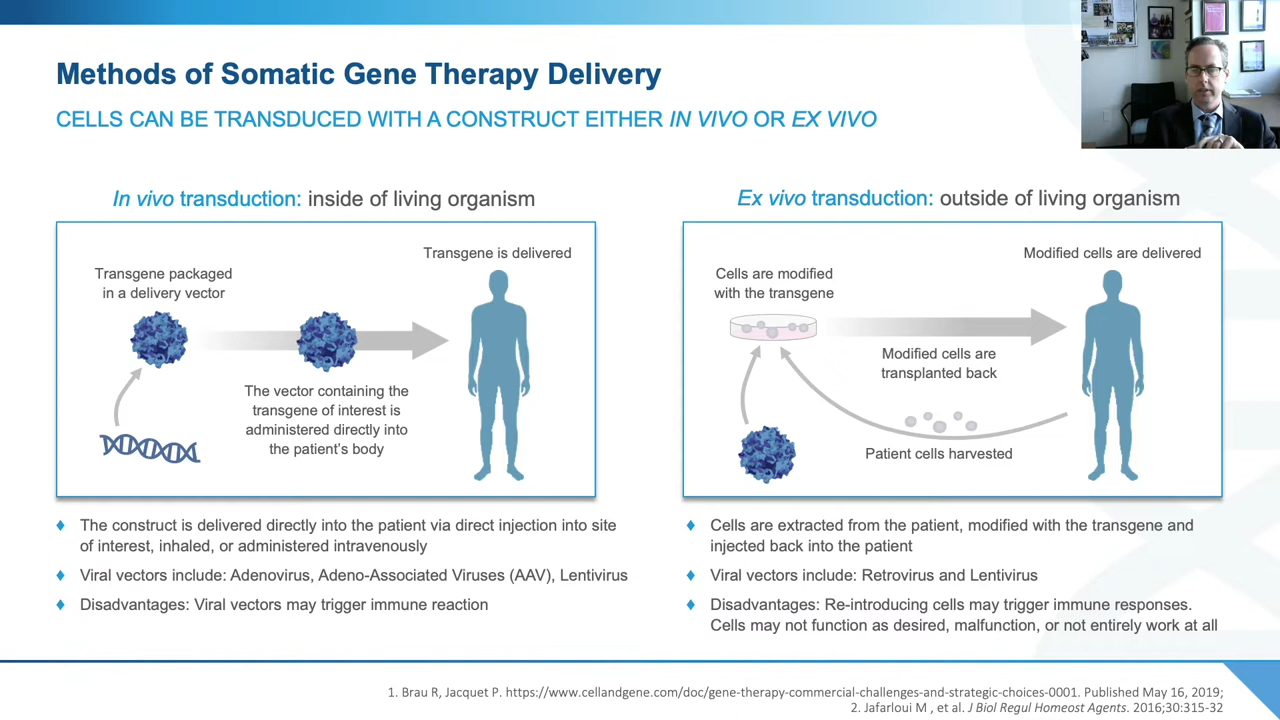 Methods of Somatic Gene Therapy Delivery
CELLS CAN BE TRANSDUCED WITH A CONSTRUCT EITHER IN VIVO OR EX VIVO
In vivo transduction: inside of living organism
Transgene is delivered
Transgene packaged
in a delivery vector
The vector containing the
transgene of interest is
administered directly into
the patient's body
♦ The construct is delivered directly into the patient via direct injection into site
of interest, inhaled, or administered intravenously
♦ Viral vectors include: Adenovirus, Adeno-Associated Viruses (AAV), Lentivirus
♦ Disadvantages: Viral vectors may trigger immune reaction
Ex vivo transduction: outside of living organism
Modified cells are delivered
Cells are modified
with the transgene
Modified cells are
transplanted back
Patient cells harvested
♦ Cells are extracted from the patient, modified with the transgene and
injected back into the patient
♦ Viral vectors include: Retrovirus and Lentivirus
♦ Disadvantages: Re-introducing cells may trigger immune responses.
Cells may not function as desired, malfunction, or not entirely work at all
1. Brau R, Jacquet P. https://www.cellandgene.com/doc/gene-therapy-commercial-challenges-and-strategic-choices-0001. Published May 16, 2019;
2. Jafarloui M , et al. J Biol Regul Homeost Agents. 2016;30:315-32